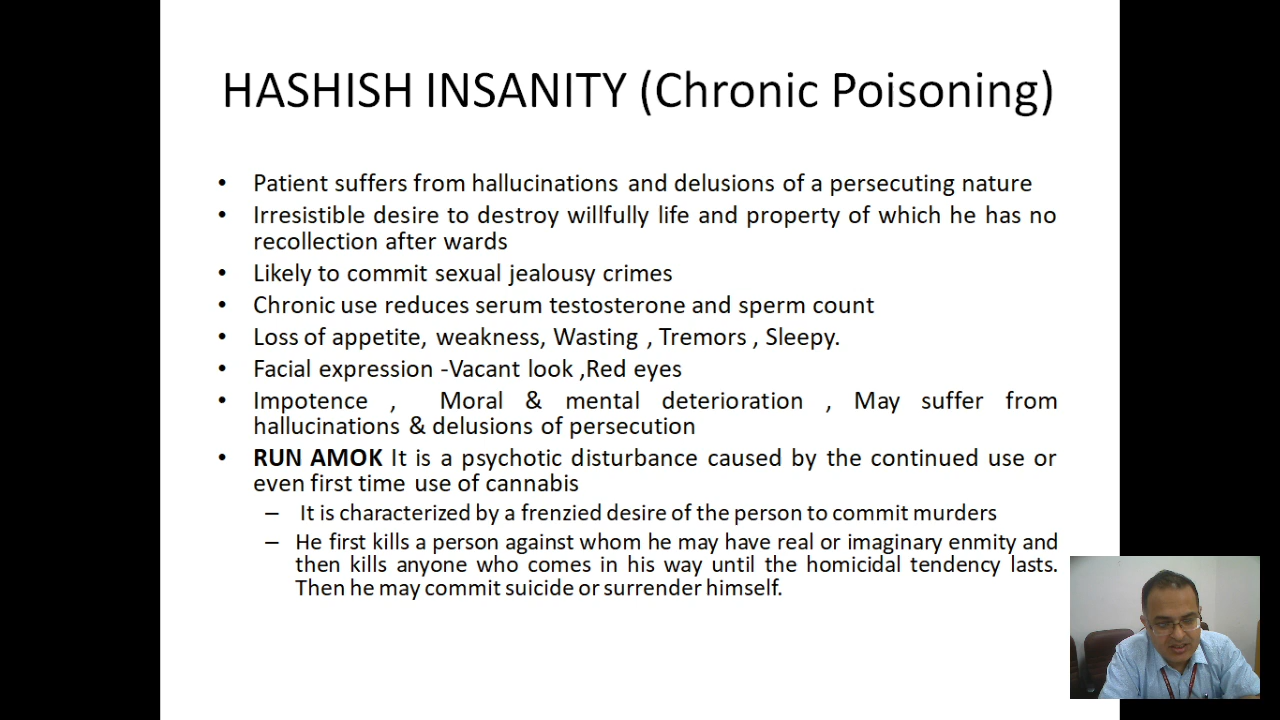 HASHISH INSANITY (Chronic Poisoning)
• Patient suffers from hallucinations and delusions of a persecuting nature
• Irresistible desire to destroy willfully life and property of which he has no
recollection after wards
• Likely to commit sexual jealousy crimes
• Chronic use reduces serum testosterone and sperm count
• Loss of appetite, weakness, Wasting , Tremors , Sleepy.
• Facial expression -Vacant look ,Red eyes
• Impotence , Moral & mental deterioration , May suffer from
hallucinations & delusions of persecution
• RUN AMOK It is a psychotic disturbance caused by the continued use or
even first time use of cannabis
– It is characterized by a frenzied desire of the person to commit murders
– He first kills a person against whom he may have real or imaginary enmity and
then kills anyone who comes in his way until the homicidal tendency lasts.
Then he may commit suicide or surrender himself.